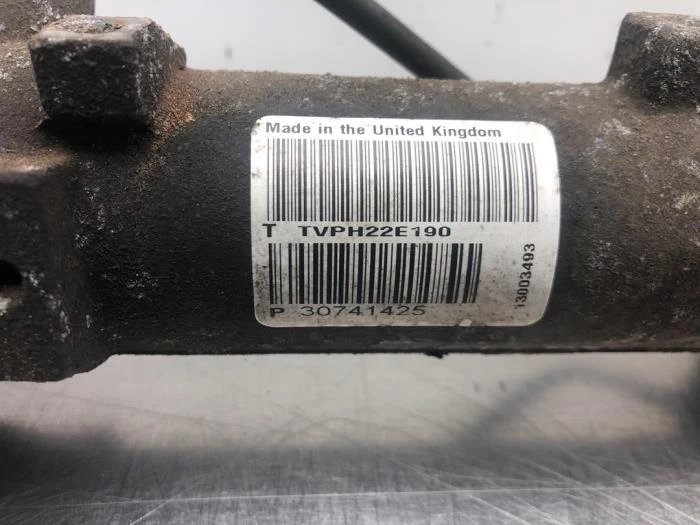 Made in the United Kingdom
T TVPH22E190
P 30741425
13003493